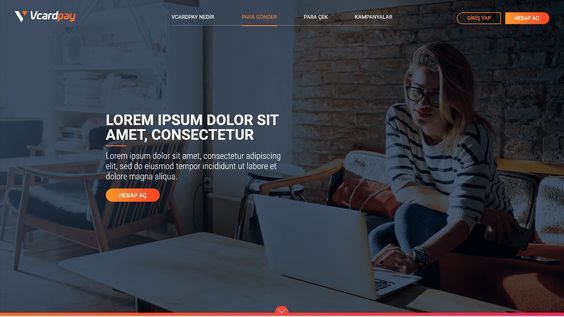 Vcardpay
VCARDPAY NEDİR
PARA GÖNDER
PARA ÇEK
KAMPANYALAR
GİRİŞ YAP
HESAP AÇ
LOREM IPSUM DOLOR SIT
AMET, CONSECTETUR
Lorem ipsum dolor sit amet, consectetur adipiscing
elit, sed do eiusmod tempor incididunt ut labore et
dolore magna aliqua.
HESAP AÇ